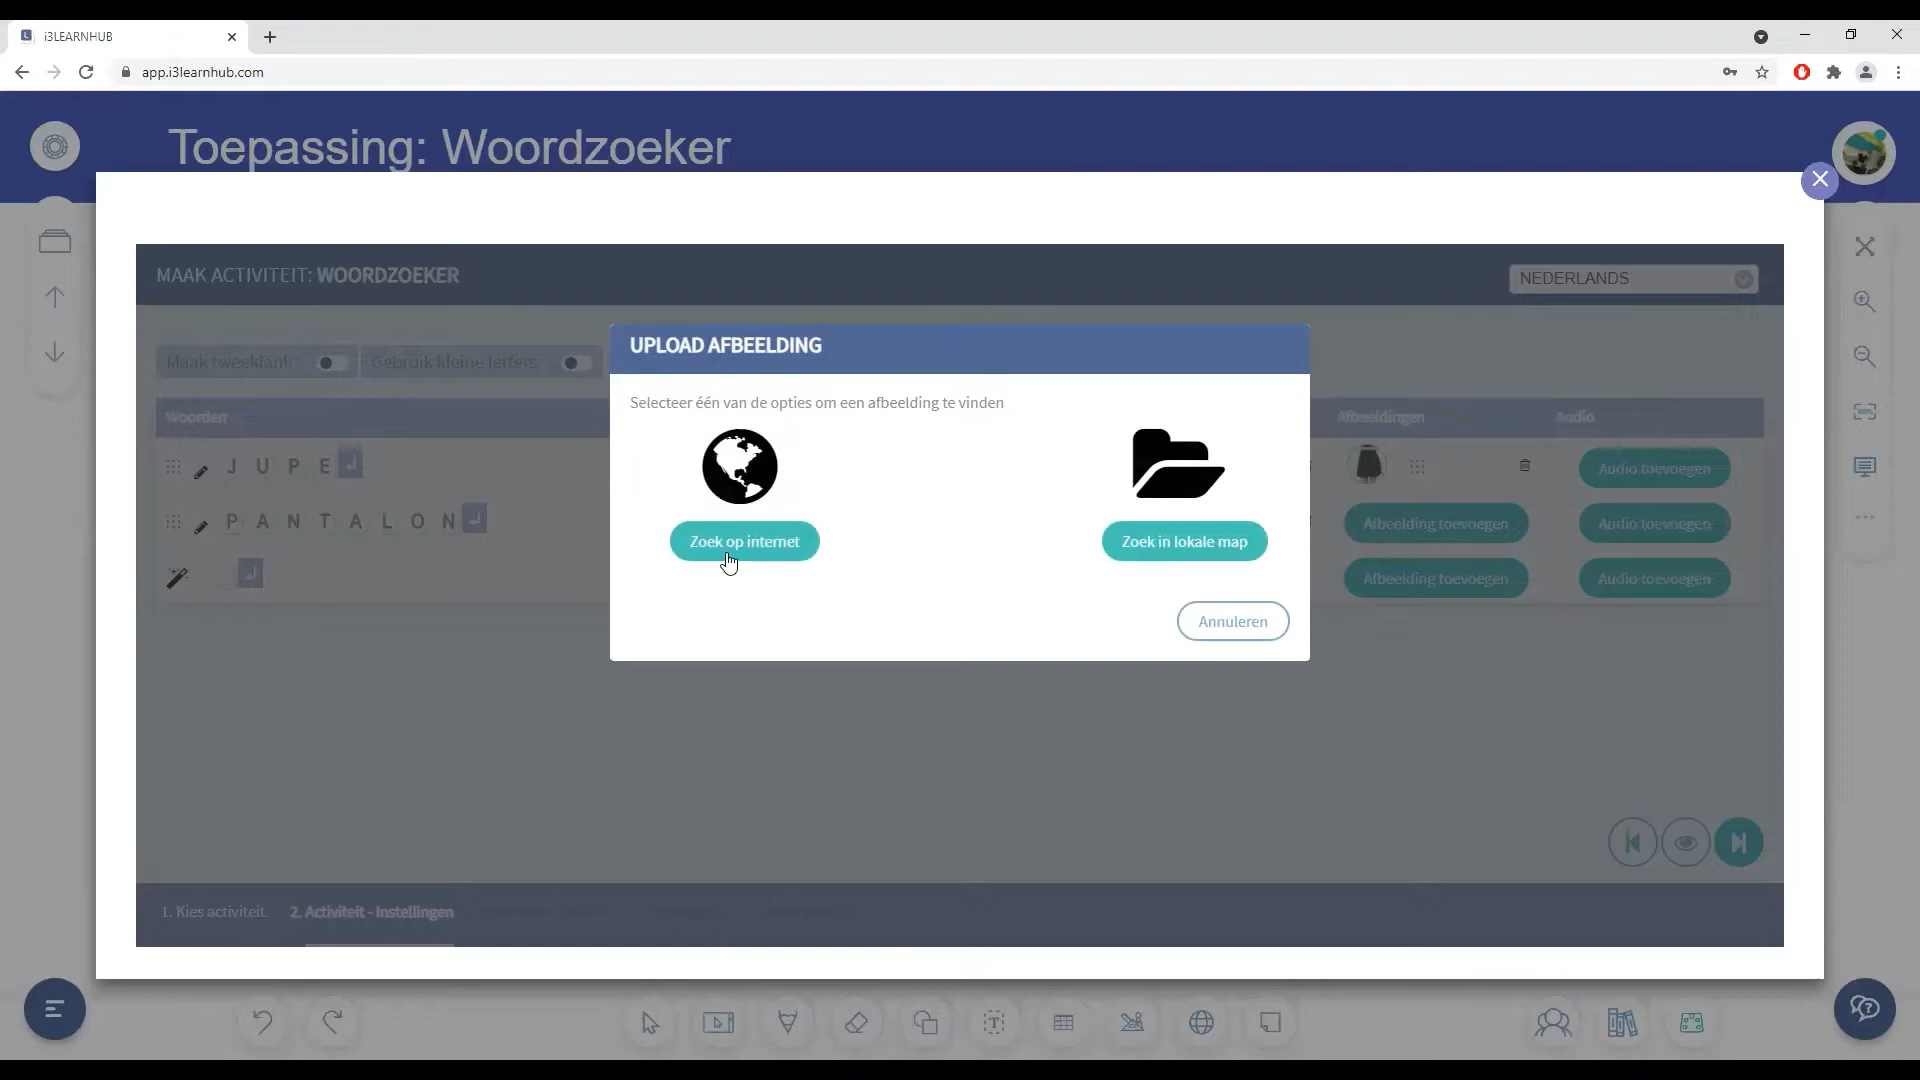 i3LEARNHUB
app.i3learnhub.com
Toepassing: Woordzoeker
MAAK ACTIVITEIT: WOORDZOEKER
NEDERLANDS
UPLOAD AFBEELDING
Maak tweeklank
Gebruik kleine letters
Selecteer één van de opties om een afbeelding te vinden
Woorden
Afbeeldingen
Audio
J U P E
Audio toevoegen
P A N T A L O N
Afbeelding toevoegen
Audio toevoegen
Zoek op internet
Zoek in lokale map
Afbeelding toevoegen
Audio toevoegen
Annuleren
1. Kies activiteit.
2. Activiteit - Instellingen
100%